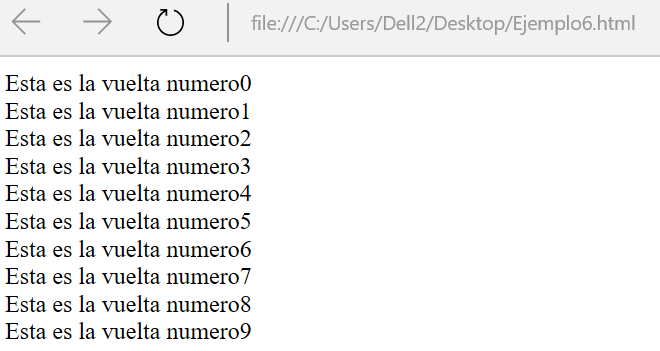 file:///C:/Users/Dell2/Desktop/Ejemplo6.html
Esta es la vuelta numero0
Esta es la vuelta numero1
Esta es la vuelta numero2
Esta es la vuelta numero3
Esta es la vuelta numero4
Esta es la vuelta numero5
Esta es la vuelta numero6
Esta es la vuelta numero7
Esta es la vuelta numero8
Esta es la vuelta numero9